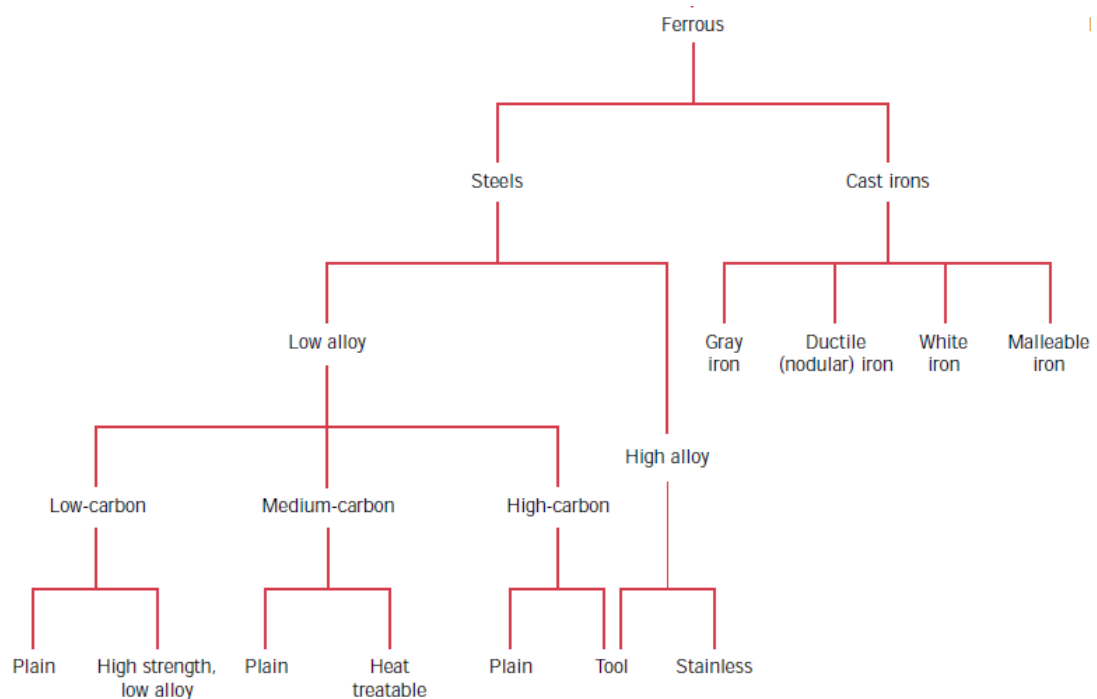 Ferrous
Steels
Cast irons
Low alloy
Gray
iron
Ductile
(nodular) iron
White
iron
Malleable
iron
High alloy
Low-carbon
Medium-carbon
High-carbon
Plain
High strength,
low alloy
Plain
Heat
treatable
Plain
Tool
Stainless